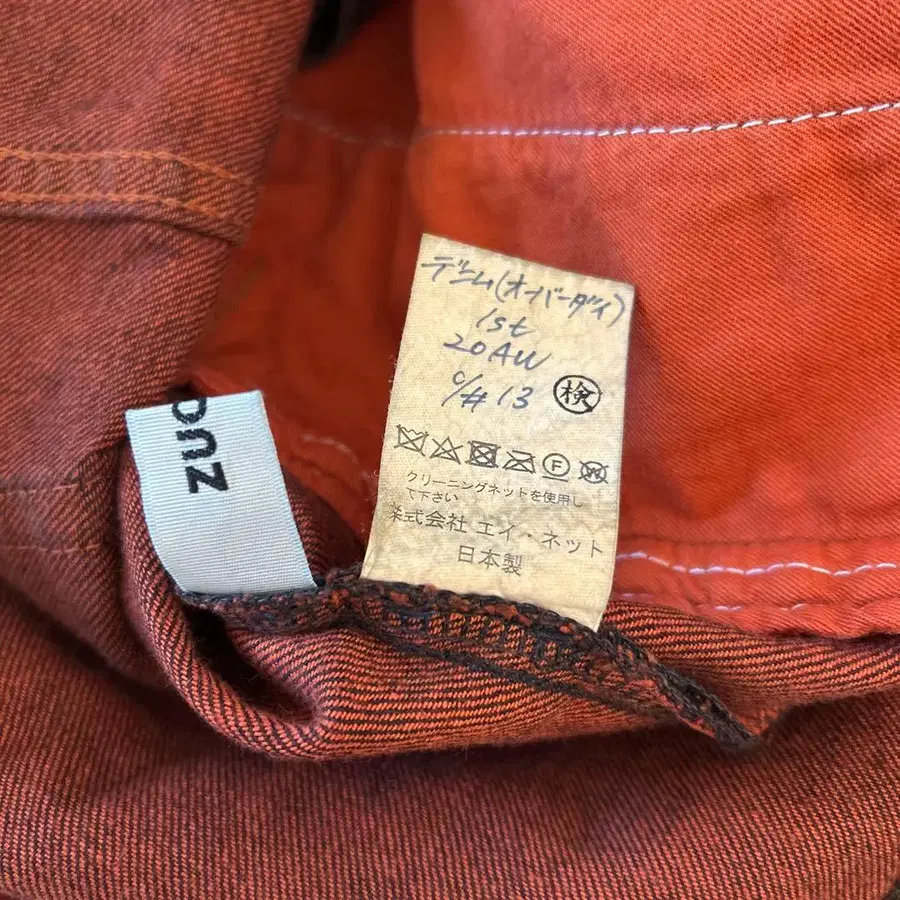 デニム(オーバーダイ)
1st
20AW
c/# 13
検
F
W
クリーニングネットを使用し
て下さい
株式会社 エイ・ネット
日本製
ZUC